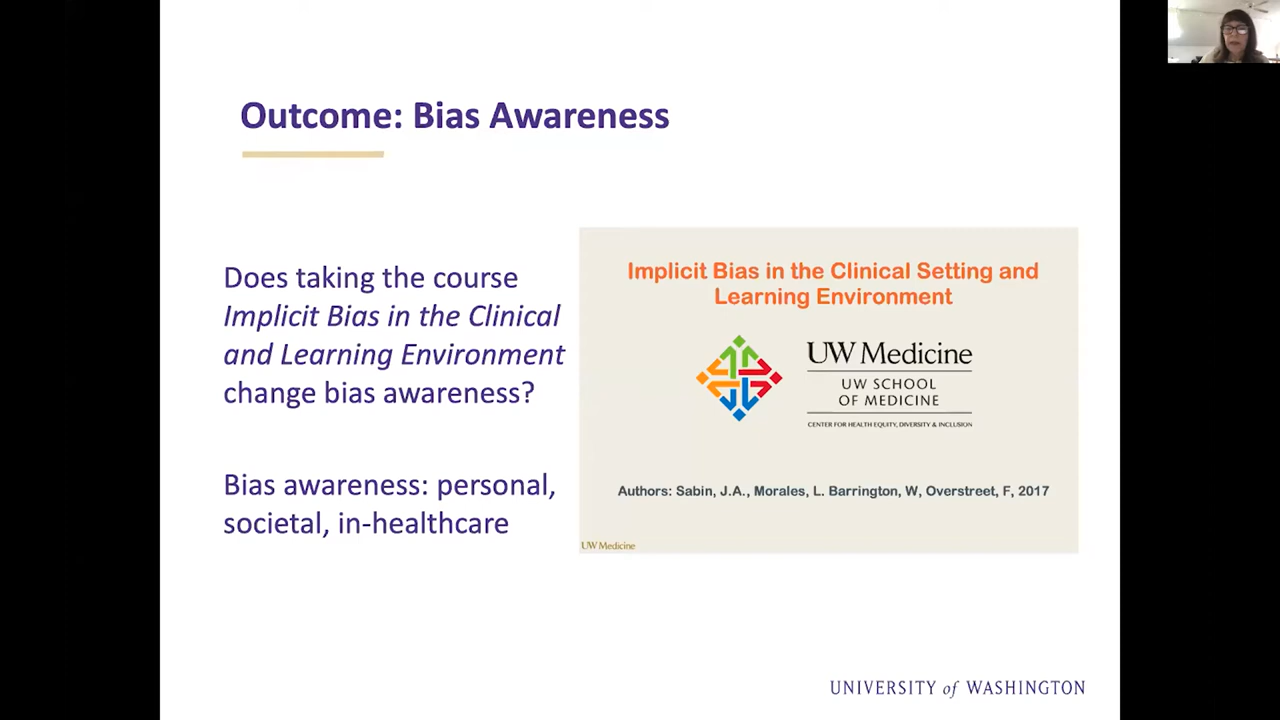 Outcome: Bias Awareness
Does taking the course
Implicit Bias in the Clinical
and Learning Environment
change bias awareness?
Bias awareness: personal,
societal, in-healthcare
Implicit Bias in the Clinical Setting and
Learning Environment
UW Medicine
UW SCHOOL
OF MEDICINE
CENTER FOR HEALTH EQUITY, DIVERSITY & INCLUSION
Authors: Sabin, J.A., Morales, L. Barrington, W, Overstreet, F, 2017
UW Medicine
UNIVERSITY of WASHINGTON